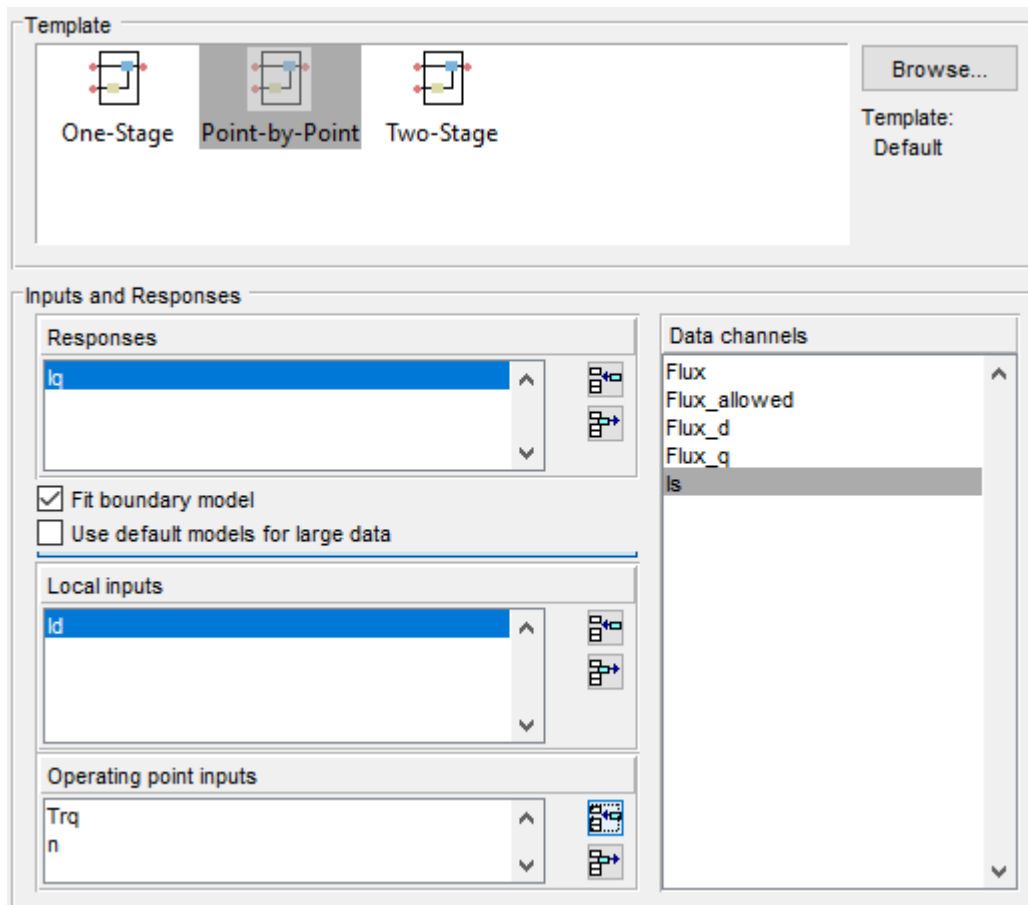 Template
One-Stage
Point-by-Point
Two-Stage
Browse...
Template:
Default
Inputs and Responses
Responses
Iq
Fit boundary model
Use default models for large data
Local inputs
Id
Operating point inputs
Trq
n
Data channels
Flux
Flux_allowed
Flux_d
Flux_q
Is